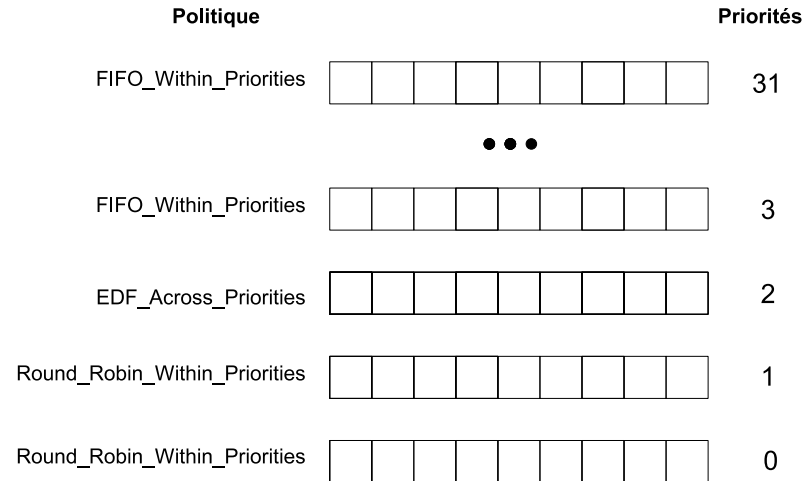 Politique Priorités
FIFO_Within_Priorities 31
FIFO_Within_Priorities 3
EDF_Across_Priorities 2
Round_Robin_Within_Priorities 1
Round_Robin_Within_Priorities 0